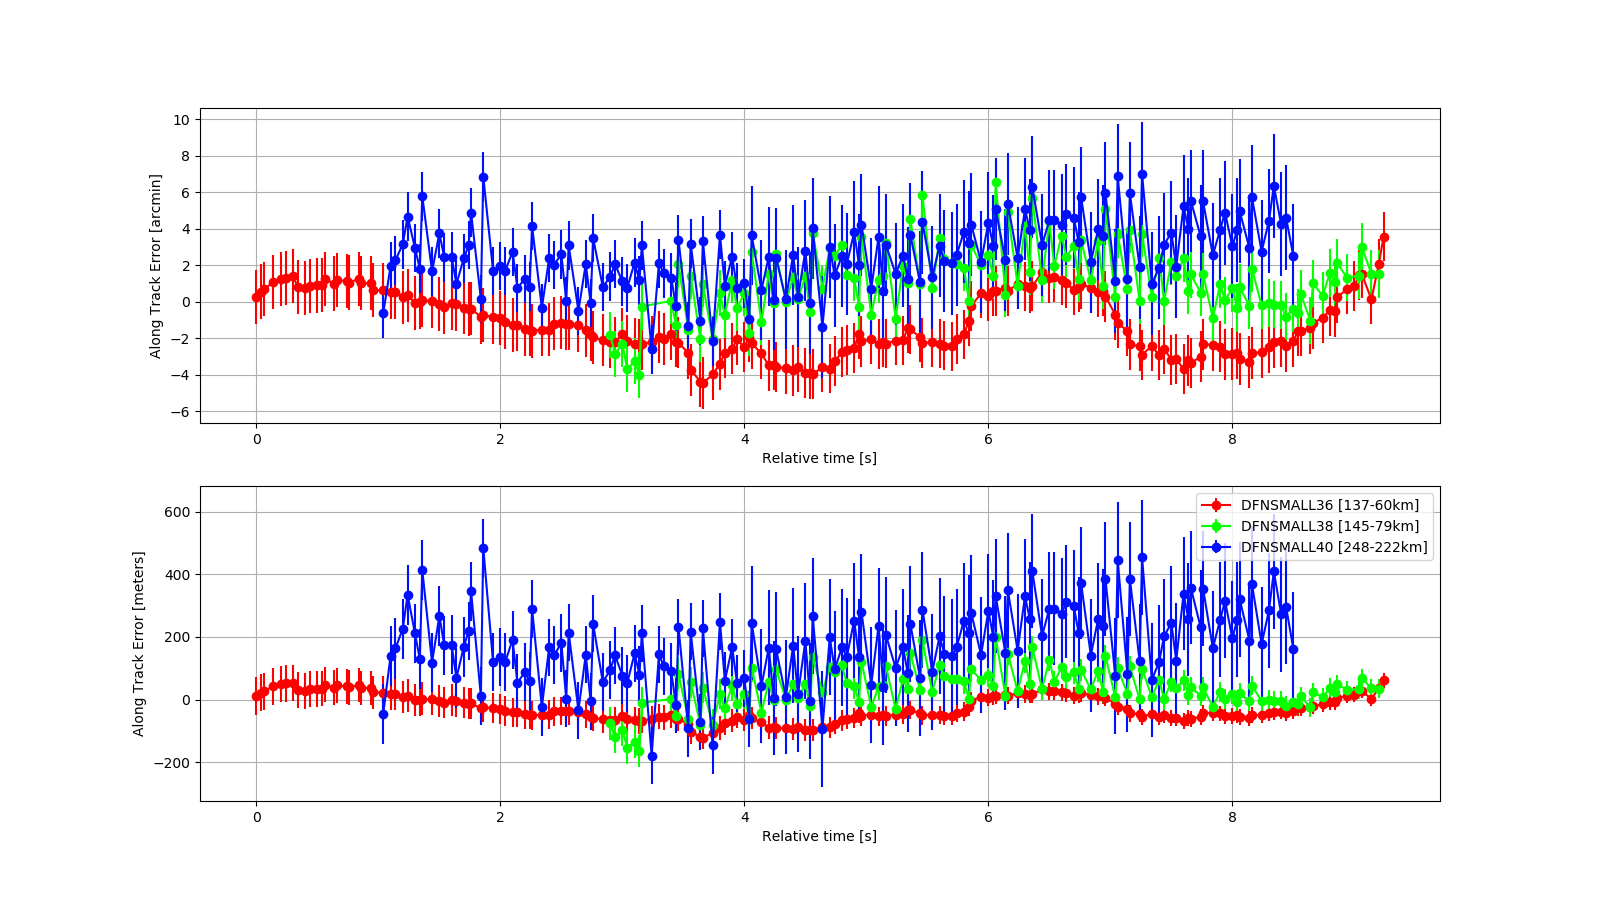 10
8
6
4
2
0
−2
−4
−6
Along Track Error [arcmin]
0 2 4 6 8
Relative time [s]
600
400
200
0
−200
Along Track Error [meters]
DFNSMALL36 [137-60km]
DFNSMALL38 [145-79km]
DFNSMALL40 [248-222km]
0 2 4 6 8
Relative time [s]